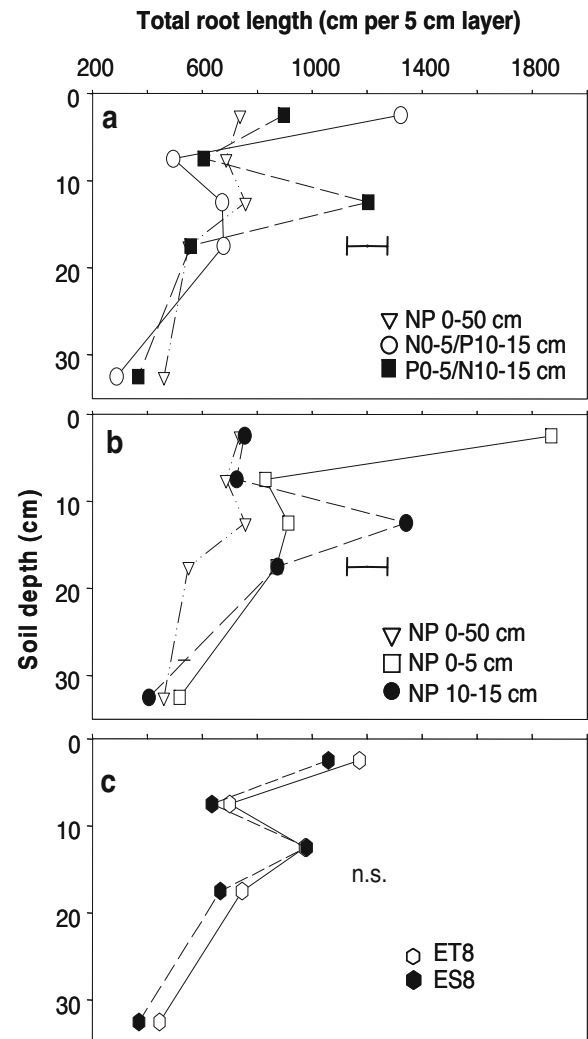 Total root length (cm per 5 cm layer)
200 600 1000 1400 1800
0
a
10
20
30
NP 0-50 cm
N0-5/P10-15 cm
P0-5/N10-15 cm
0
b
10
20
30
Soil depth (cm)
NP 0-50 cm
NP 0-5 cm
NP 10-15 cm
0
c
10
n.s.
20
30
ET8
ES8